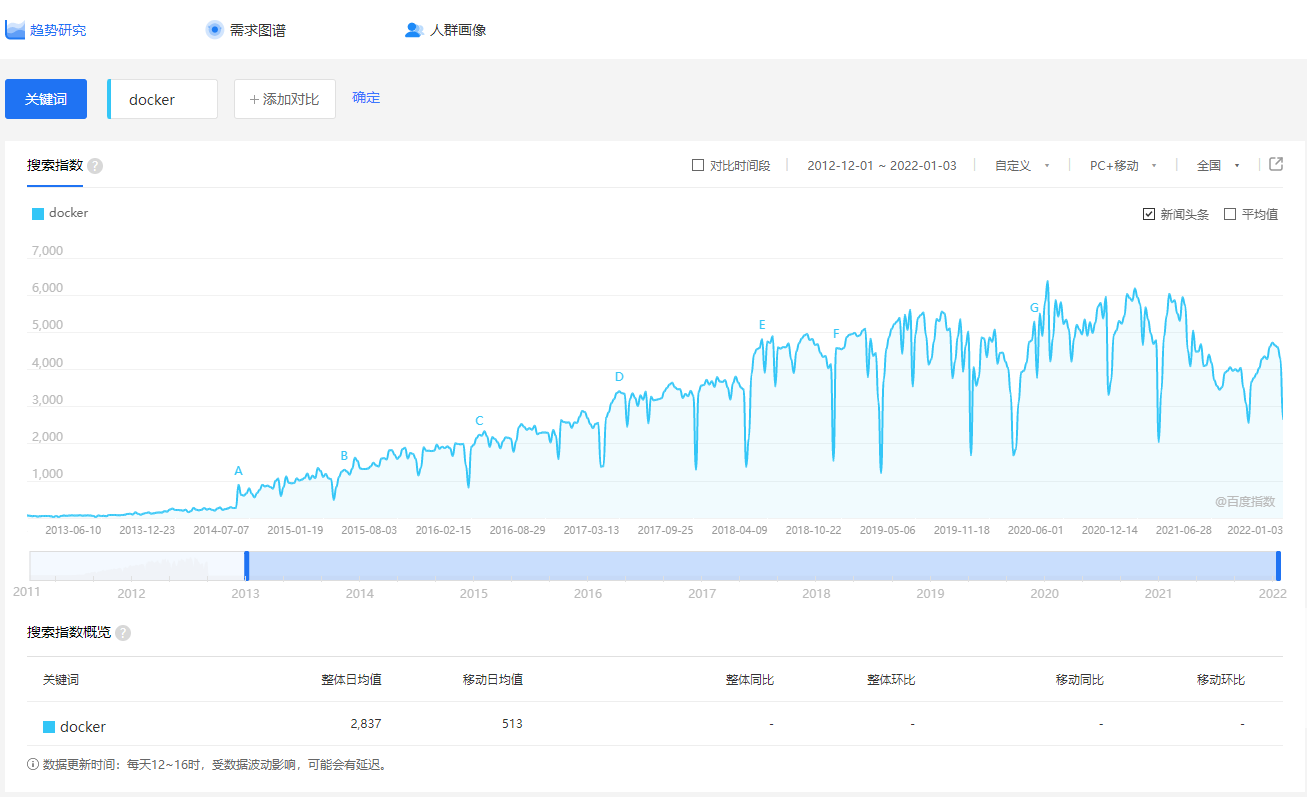 趋势研究 需求图谱 人群画像
关键词 docker + 添加对比 确定
搜索指数 ? 对比时间段 2012-12-01 ~ 2022-01-03 自定义 PC+移动 全国
docker 新闻头条 平均值
7,000
6,000
5,000
4,000
3,000
2,000
1,000
A B C D E F G
@百度指数
2013-06-10 2013-12-23 2014-07-07 2015-01-19 2015-08-03 2016-02-15 2016-08-29 2017-03-13 2017-09-25 2018-04-09 2018-10-22 2019-05-06 2019-11-18 2020-06-01 2020-12-14 2021-06-28 2022-01-03
2011 2012 2013 2014 2015 2016 2017 2018 2019 2020 2021 2022
搜索指数概览 ?
关键词 整体日均值 移动日均值 整体同比 整体环比 移动同比 移动环比
docker 2,837 513 - - - -
数据更新时间：每天12~16时，受数据波动影响，可能会有延迟。